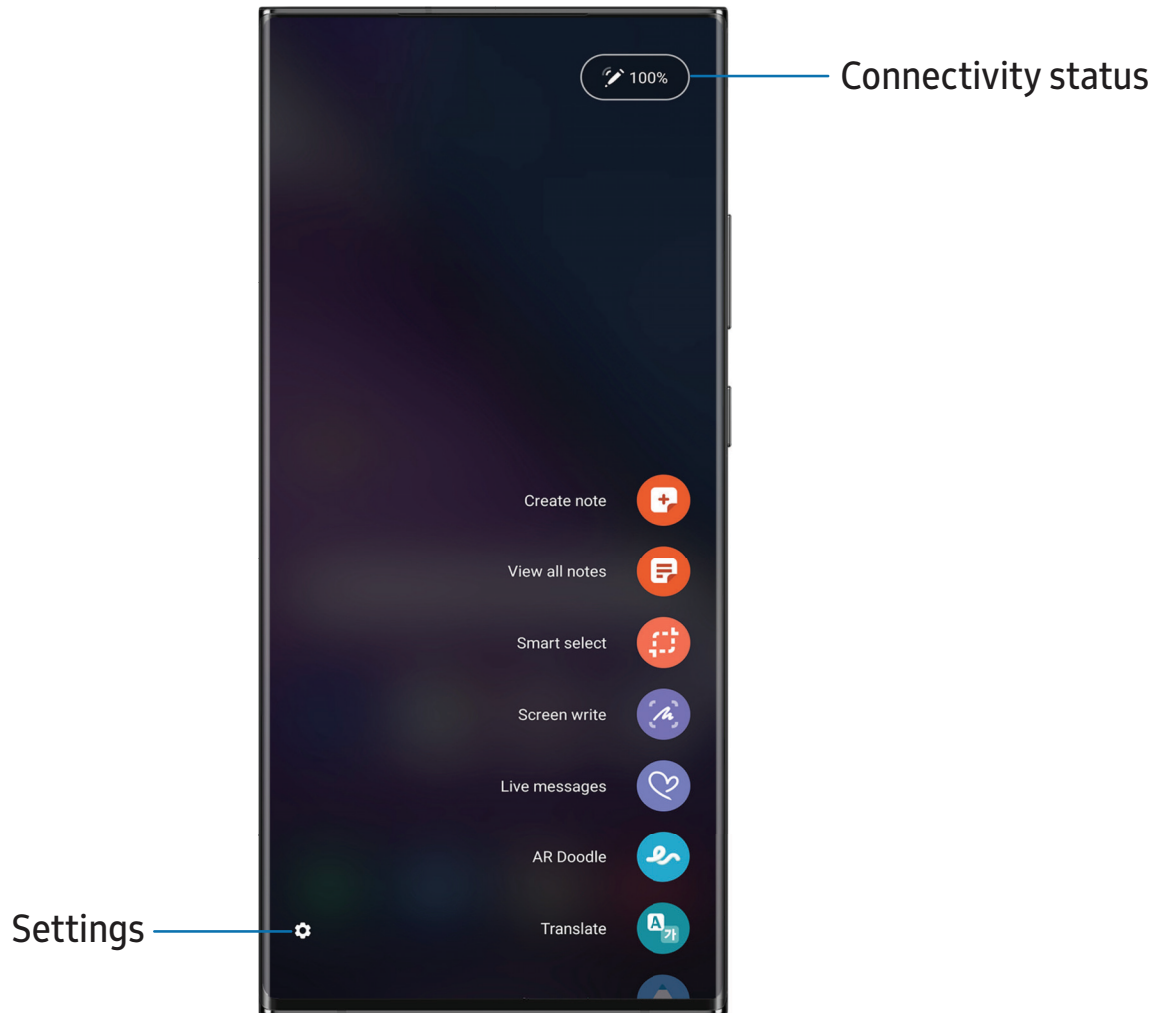 100%
Connectivity status
Create note
View all notes
Smart select
Screen write
Live messages
AR Doodle
Settings
Translate
A
가